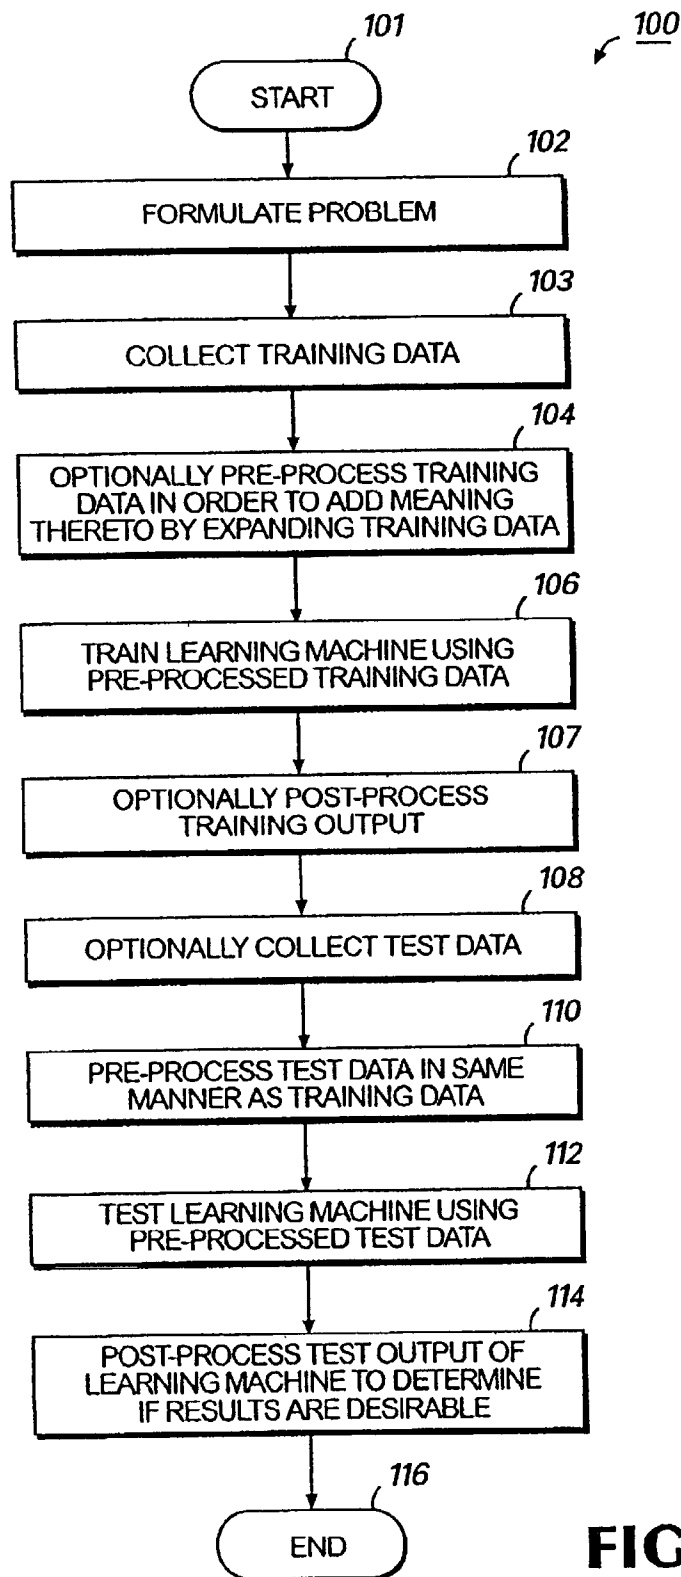 101
100
START
102
FORMULATE PROBLEM
103
COLLECT TRAINING DATA
104
OPTIONALLY PRE-PROCESS TRAINING
DATA IN ORDER TO ADD MEANING
THERETO BY EXPANDING TRAINING DATA
106
TRAIN LEARNING MACHINE USING
PRE-PROCESSED TRAINING DATA
107
OPTIONALLY POST-PROCESS
TRAINING OUTPUT
108
OPTIONALLY COLLECT TEST DATA
110
PRE-PROCESS TEST DATA IN SAME
MANNER AS TRAINING DATA
112
TEST LEARNING MACHINE USING
PRE-PROCESSED TEST DATA
114
POST-PROCESS TEST OUTPUT OF
LEARNING MACHINE TO DETERMINE
IF RESULTS ARE DESIRABLE
116
END
FIG